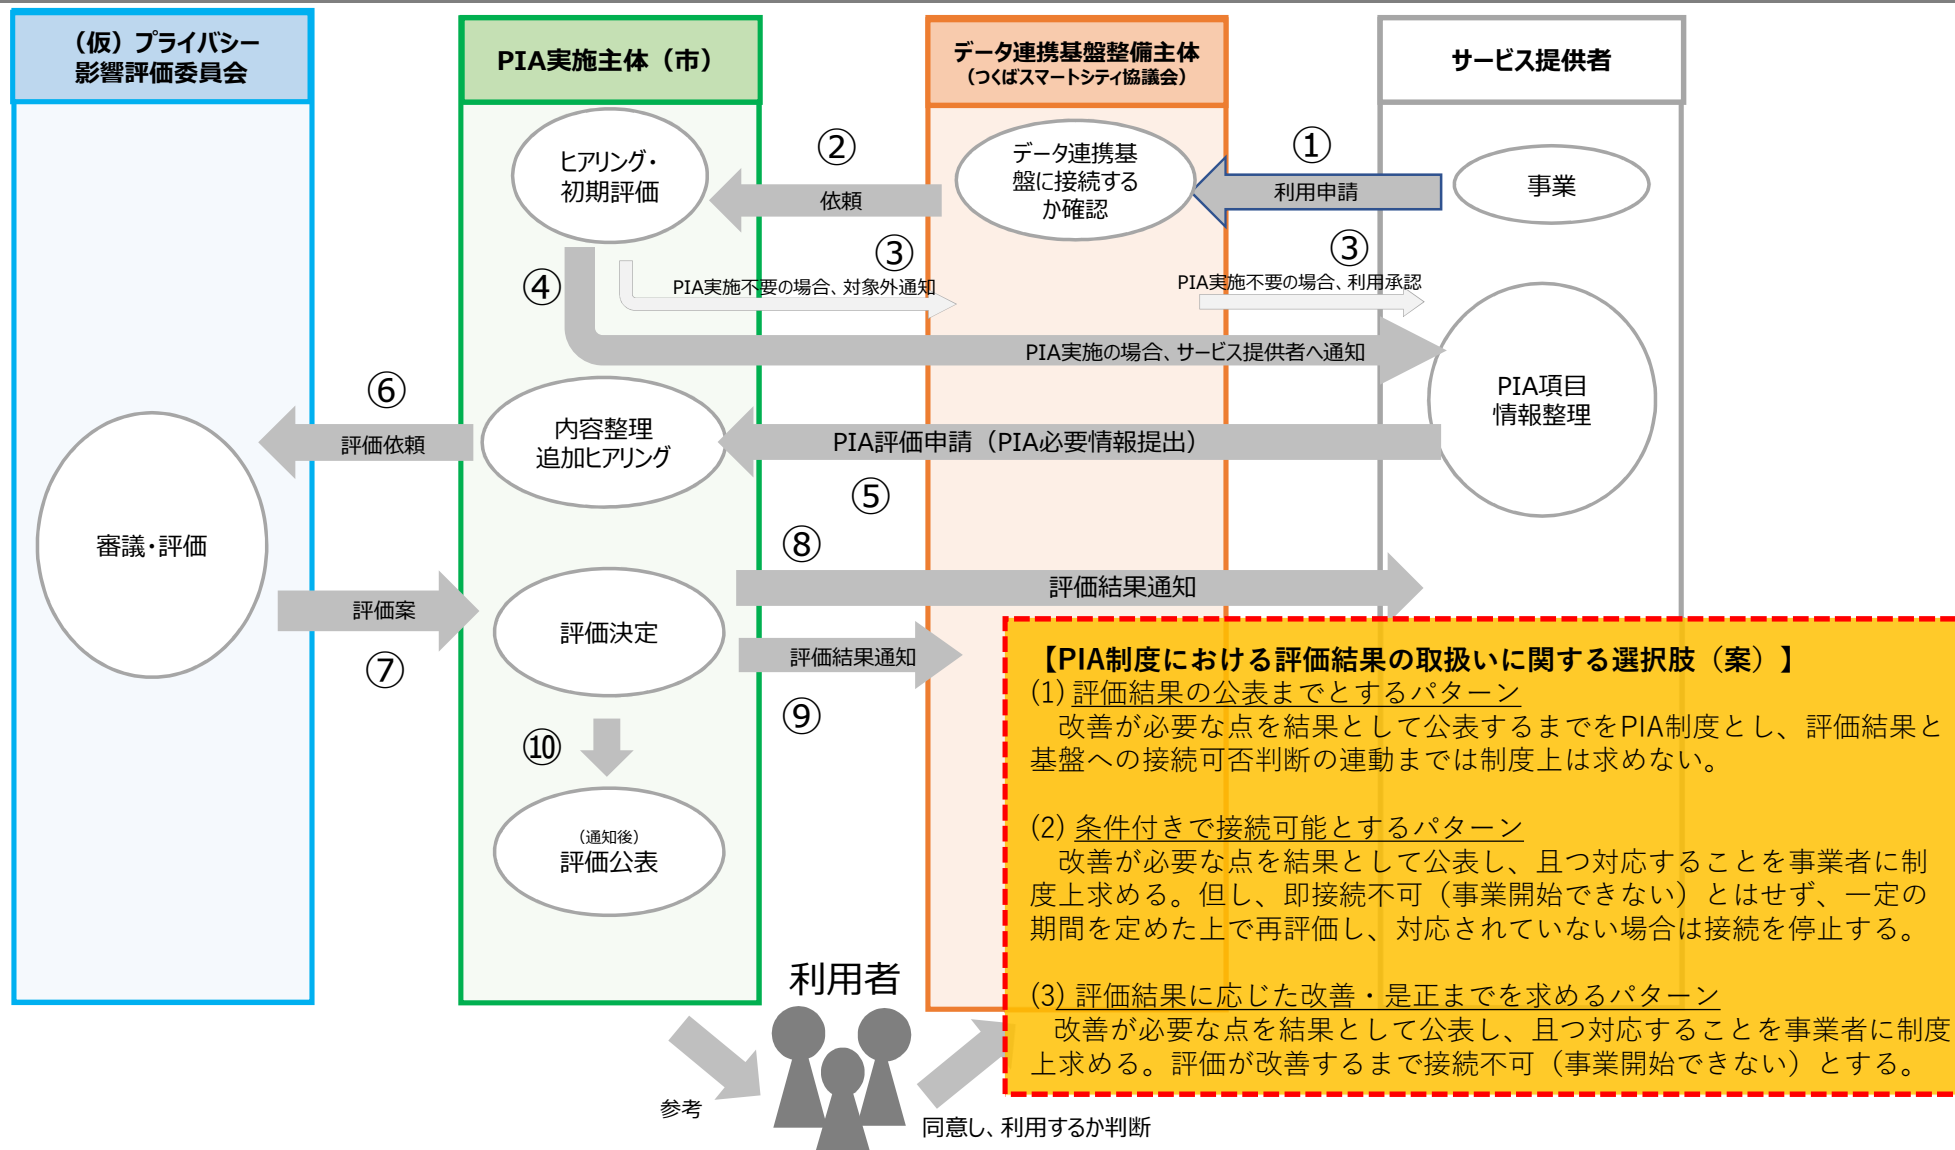 （仮）プライバシー
影響評価委員会
PIA実施主体（市）
データ連携基盤整備主体
（つくばスマートシティ協議会）
サービス提供者
ヒアリング・
初期評価
②
依頼
データ連携基
盤に接続する
か確認
①
利用申請
事業
③
PIA実施不要の場合、対象外通知
③
PIA実施不要の場合、利用承認
④
PIA実施の場合、サービス提供者へ通知
PIA項目
情報整理
⑥
評価依頼
内容整理
追加ヒアリング
PIA評価申請（PIA必要情報提出）
⑤
審議・評価
⑧
評価結果通知
評価案
⑦
評価決定
評価結果通知
⑨
⑩
（通知後）
評価公表
【PIA制度における評価結果の取扱いに関する選択肢（案）】
(1) 評価結果の公表までとするパターン
改善が必要な点を結果として公表するまでをPIA制度とし、評価結果と
基盤への接続可否判断の連動までは制度上は求めない。
(2) 条件付きで接続可能とするパターン
改善が必要な点を結果として公表し、且つ対応することを事業者に制
度上求める。但し、即接続不可（事業開始できない）とはせず、一定の
期間を定めた上で再評価し、対応されていない場合は接続を停止する。
(3) 評価結果に応じた改善・是正までを求めるパターン
改善が必要な点を結果として公表し、且つ対応することを事業者に制度
上求める。評価が改善するまで接続不可（事業開始できない）とする。
利用者
参考
同意し、利用するか判断